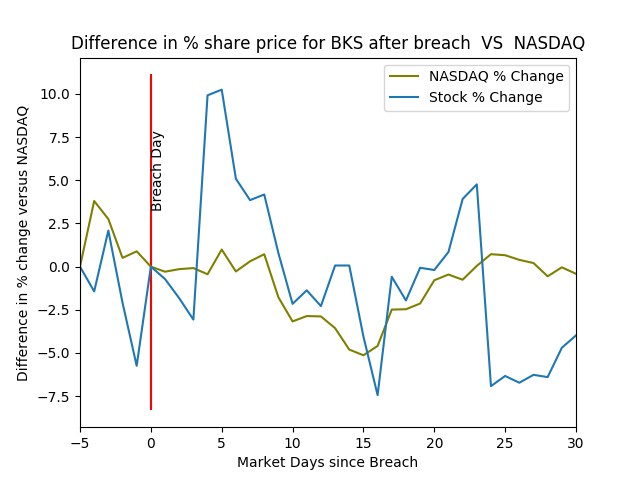 Difference in % share price for BKS after breach  VS  NASDAQ
Difference in % change versus NASDAQ
10.0
7.5
5.0
2.5
0.0
−2.5
−5.0
−7.5
Breach Day
NASDAQ % Change
Stock % Change
−5
0
5
10
15
20
25
30
Market Days since Breach